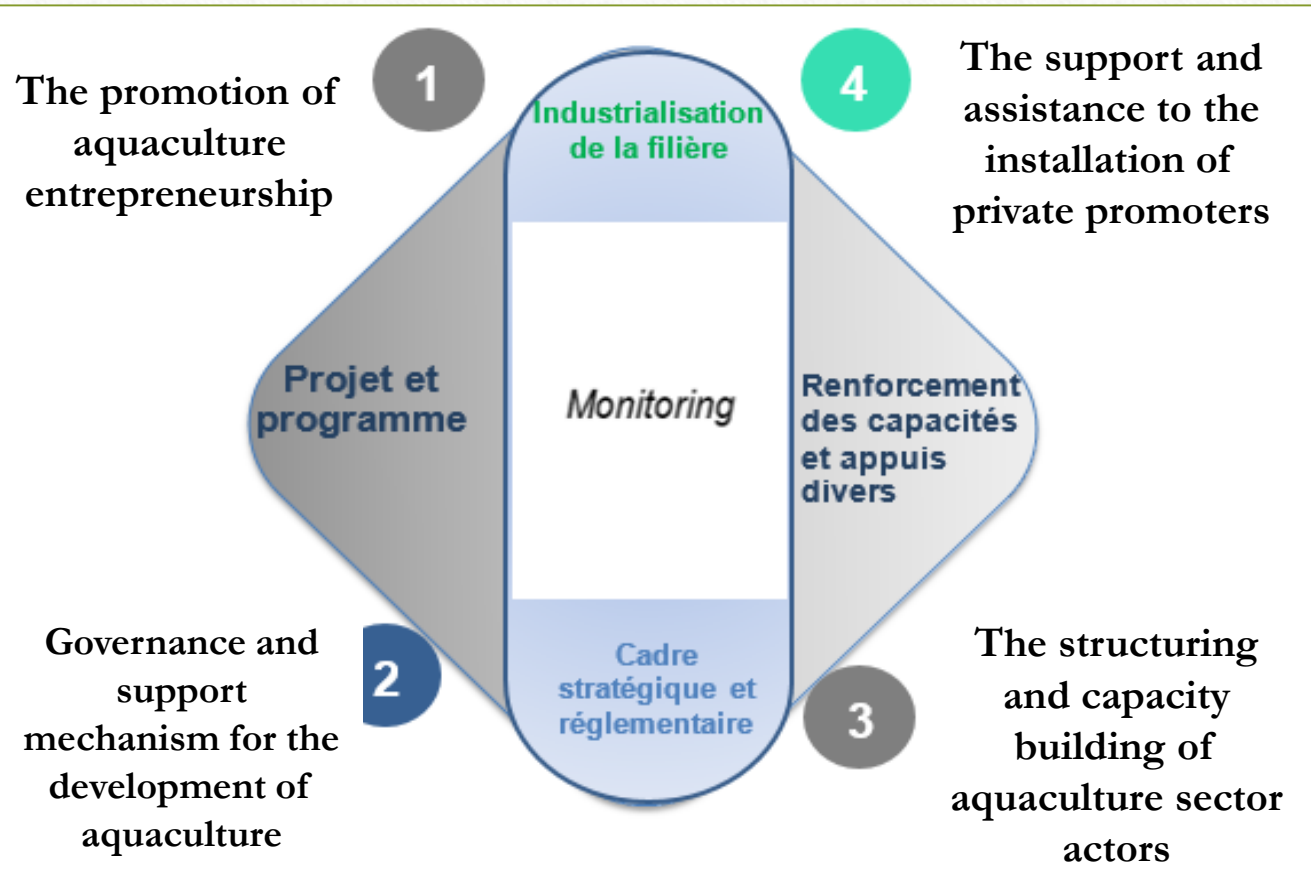 1
The promotion of
aquaculture
entrepreneurship
4
The support and
assistance to the
installation of
private promoters
Industrialisation
de la filière
Projet et
programme
Monitoring
Renforcement
des capacités
et appuis
divers
Cadre
stratégique et
réglementaire
2
Governance and
support
mechanism for the
development of
aquaculture
3
The structuring
and capacity
building of
aquaculture sector
actors